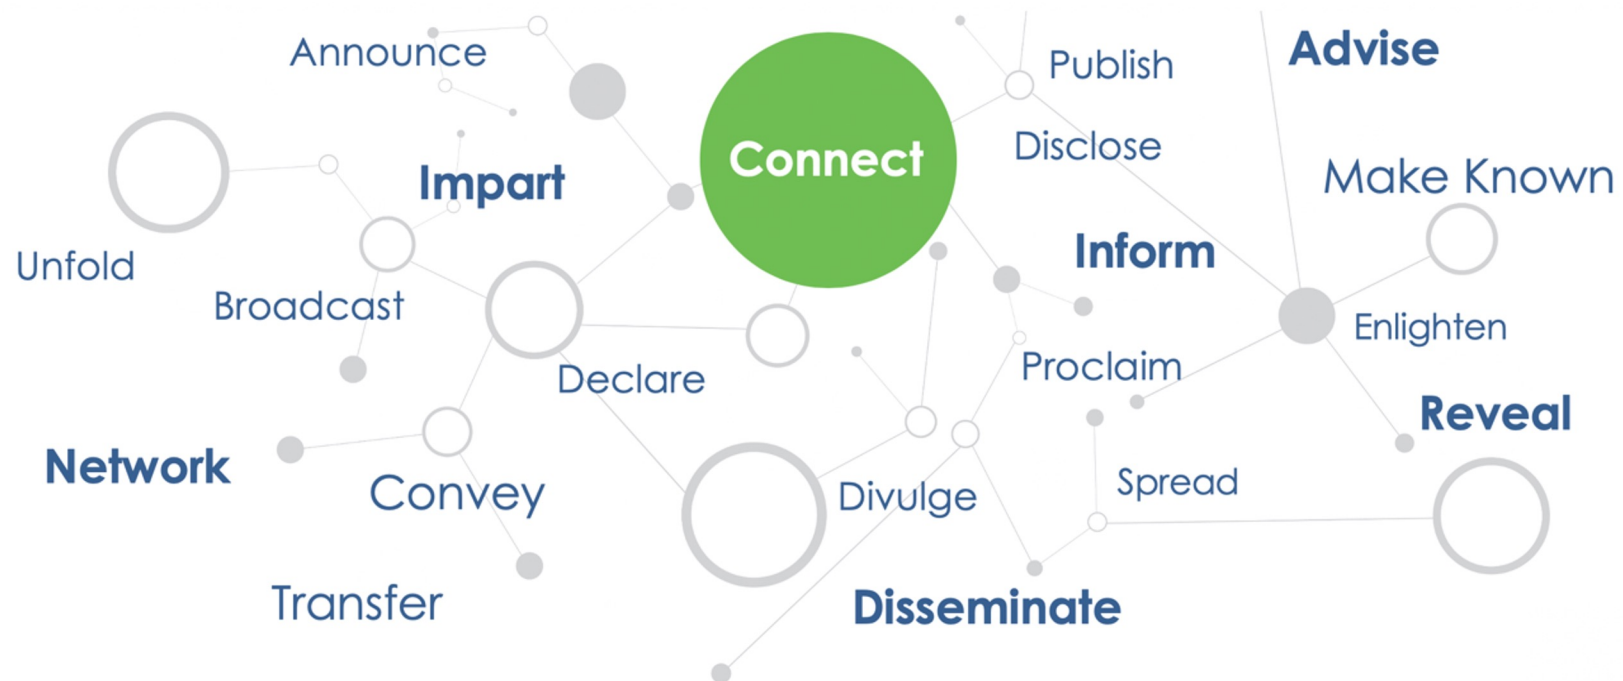 Announce
Connect
Publish
Advise
Disclose
Impart
Make Known
Unfold
Inform
Broadcast
Enlighten
Declare
Proclaim
Reveal
Network
Convey
Divulge
Spread
Transfer
Disseminate